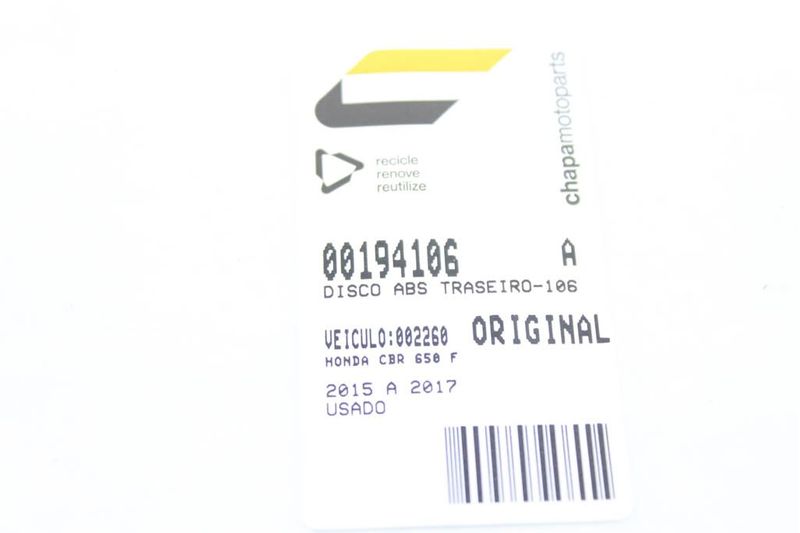 chapamotoparts
recicle
renove
reutilize
00194106 A
DISCO ABS TRASEIRO-106
VEICULO:002260 ORIGINAL
HONDA CBR 650 F
2015 A 2017
USADO